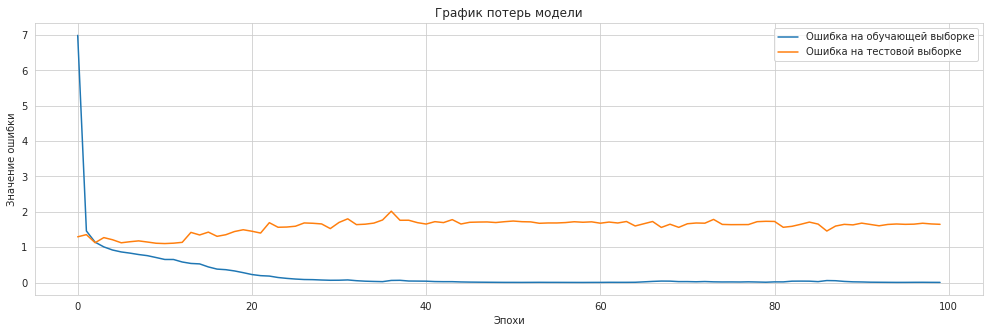 График потерь модели
Ошибка на обучающей выборке
Ошибка на тестовой выборке
Значение ошибки
7
6
5
4
3
2
1
0
0 20 40 60 80 100
Эпохи